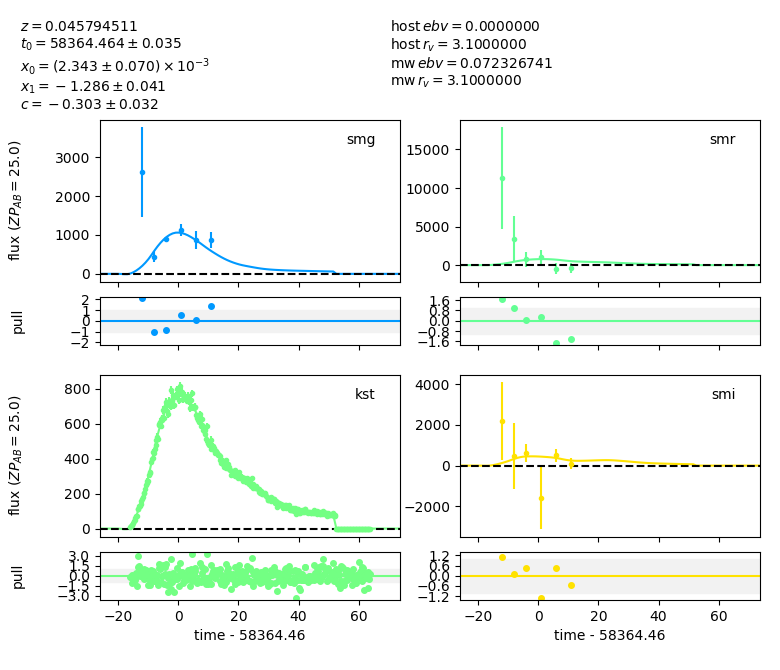 z = 0.045794511
t₀ = 58364.464 ± 0.035
x₀ = (2.343 ± 0.070) × 10⁻³
x₁ = −1.286 ± 0.041
c = −0.303 ± 0.032
host ebv = 0.0000000
host r_v = 3.1000000
mw ebv = 0.072326741
mw r_v = 3.1000000
flux (ZP_AB = 25.0)
3000
2000
1000
0
smg
15000
10000
5000
0
smr
pull
2
1
0
−1
−2
1.6
0.8
0.0
−0.8
−1.6
flux (ZP_AB = 25.0)
800
600
400
200
0
kst
4000
2000
0
−2000
smi
pull
3.0
1.5
0.0
−1.5
−3.0
1.2
0.6
0.0
−0.6
−1.2
−20 0 20 40 60
−20 0 20 40 60
time - 58364.46
time - 58364.46